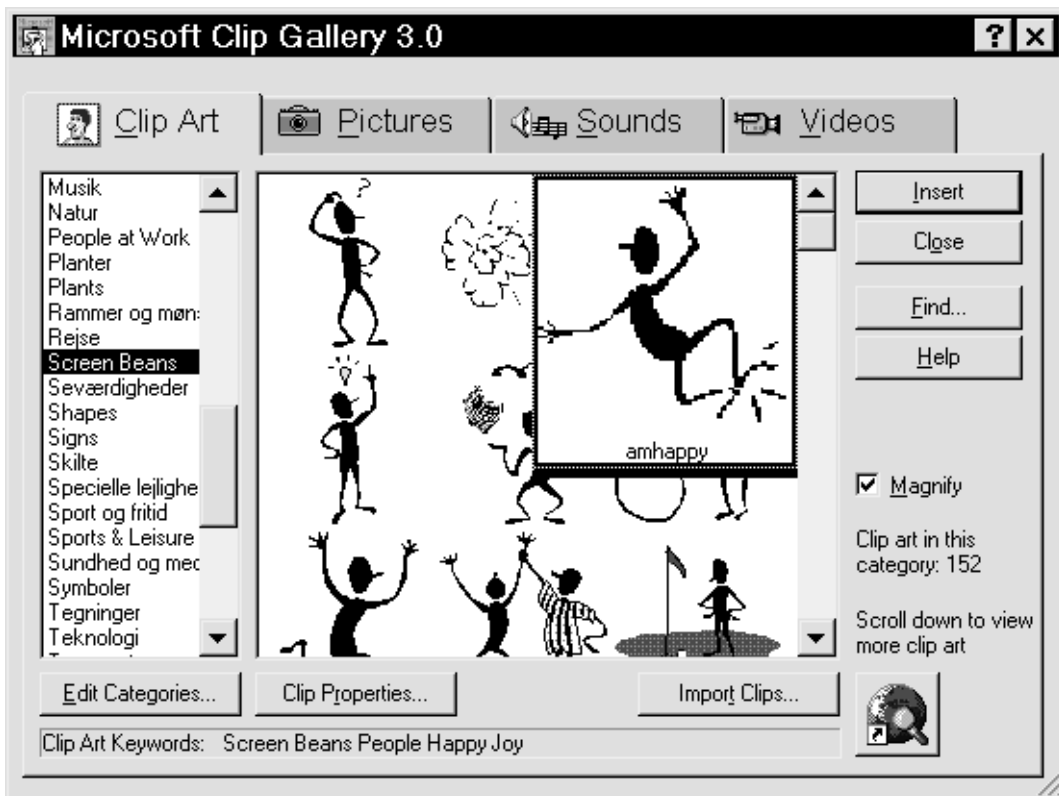 Microsoft Clip Gallery 3.0
Clip Art
Pictures
Sounds
Videos
Musik
Natur
People at Work
Planter
Plants
Rammer og møn
Rejse
Screen Beans
Seværdigheder
Shapes
Signs
Skilte
Specielle lejlighe
Sport og fritid
Sports & Leisure
Sundhed og med
Symboler
Tegninger
Teknologi
?
amhappy
Insert
Close
Find...
Help
Magnify
Clip art in this
category: 152
Scroll down to view
more clip art
Edit Categories...
Clip Properties...
Import Clips...
Clip Art Keywords: Screen Beans People Happy Joy